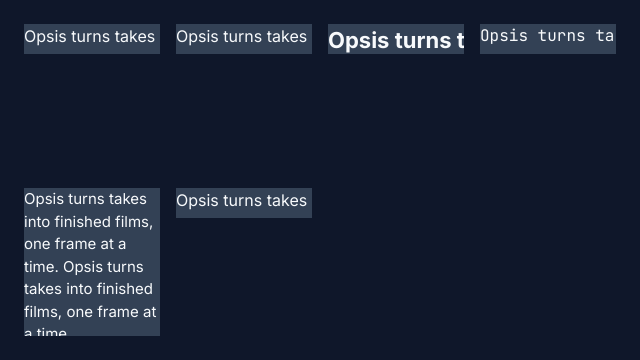 Opsis turns takes
Opsis turns takes
Opsis turns t
Opsis turns ta
Opsis turns takes
into finished films,
one frame at a
time. Opsis turns
takes into finished
films, one frame at
a time
Opsis turns takes